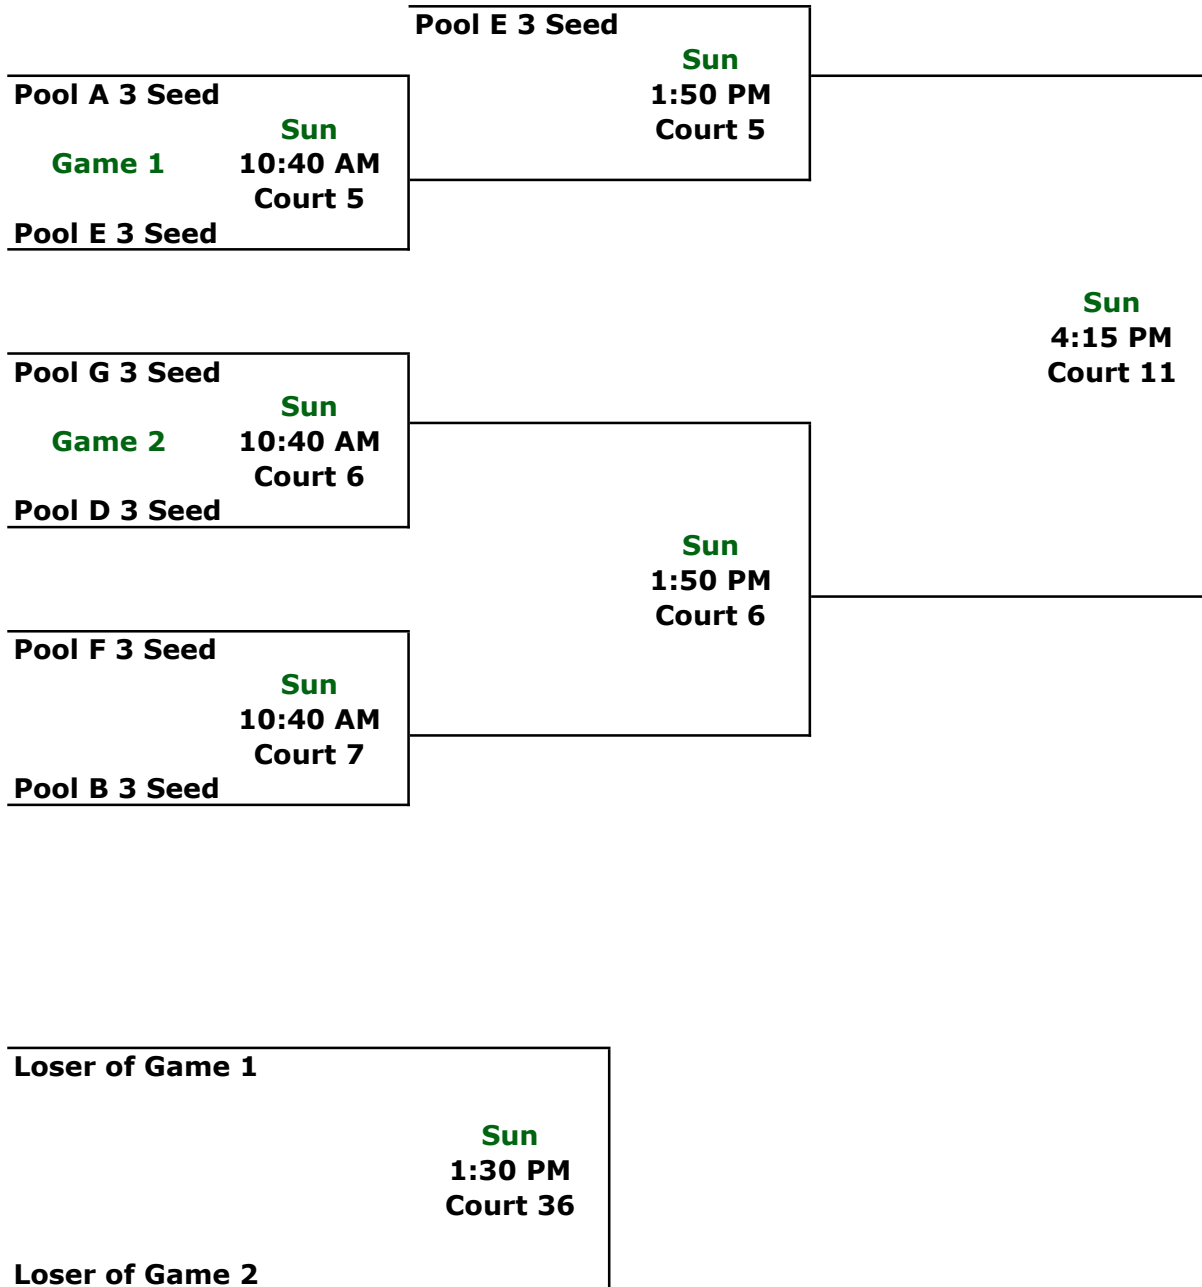 Pool E 3 Seed
Sun
1:50 PM
Court 5
Pool A 3 Seed
Sun
Game 1 10:40 AM
Court 5
Pool E 3 Seed
Sun
4:15 PM
Court 11
Pool G 3 Seed
Sun
Game 2 10:40 AM
Court 6
Pool D 3 Seed
Sun
1:50 PM
Court 6
Pool F 3 Seed
Sun
10:40 AM
Court 7
Pool B 3 Seed
Loser of Game 1
Sun
1:30 PM
Court 36
Loser of Game 2